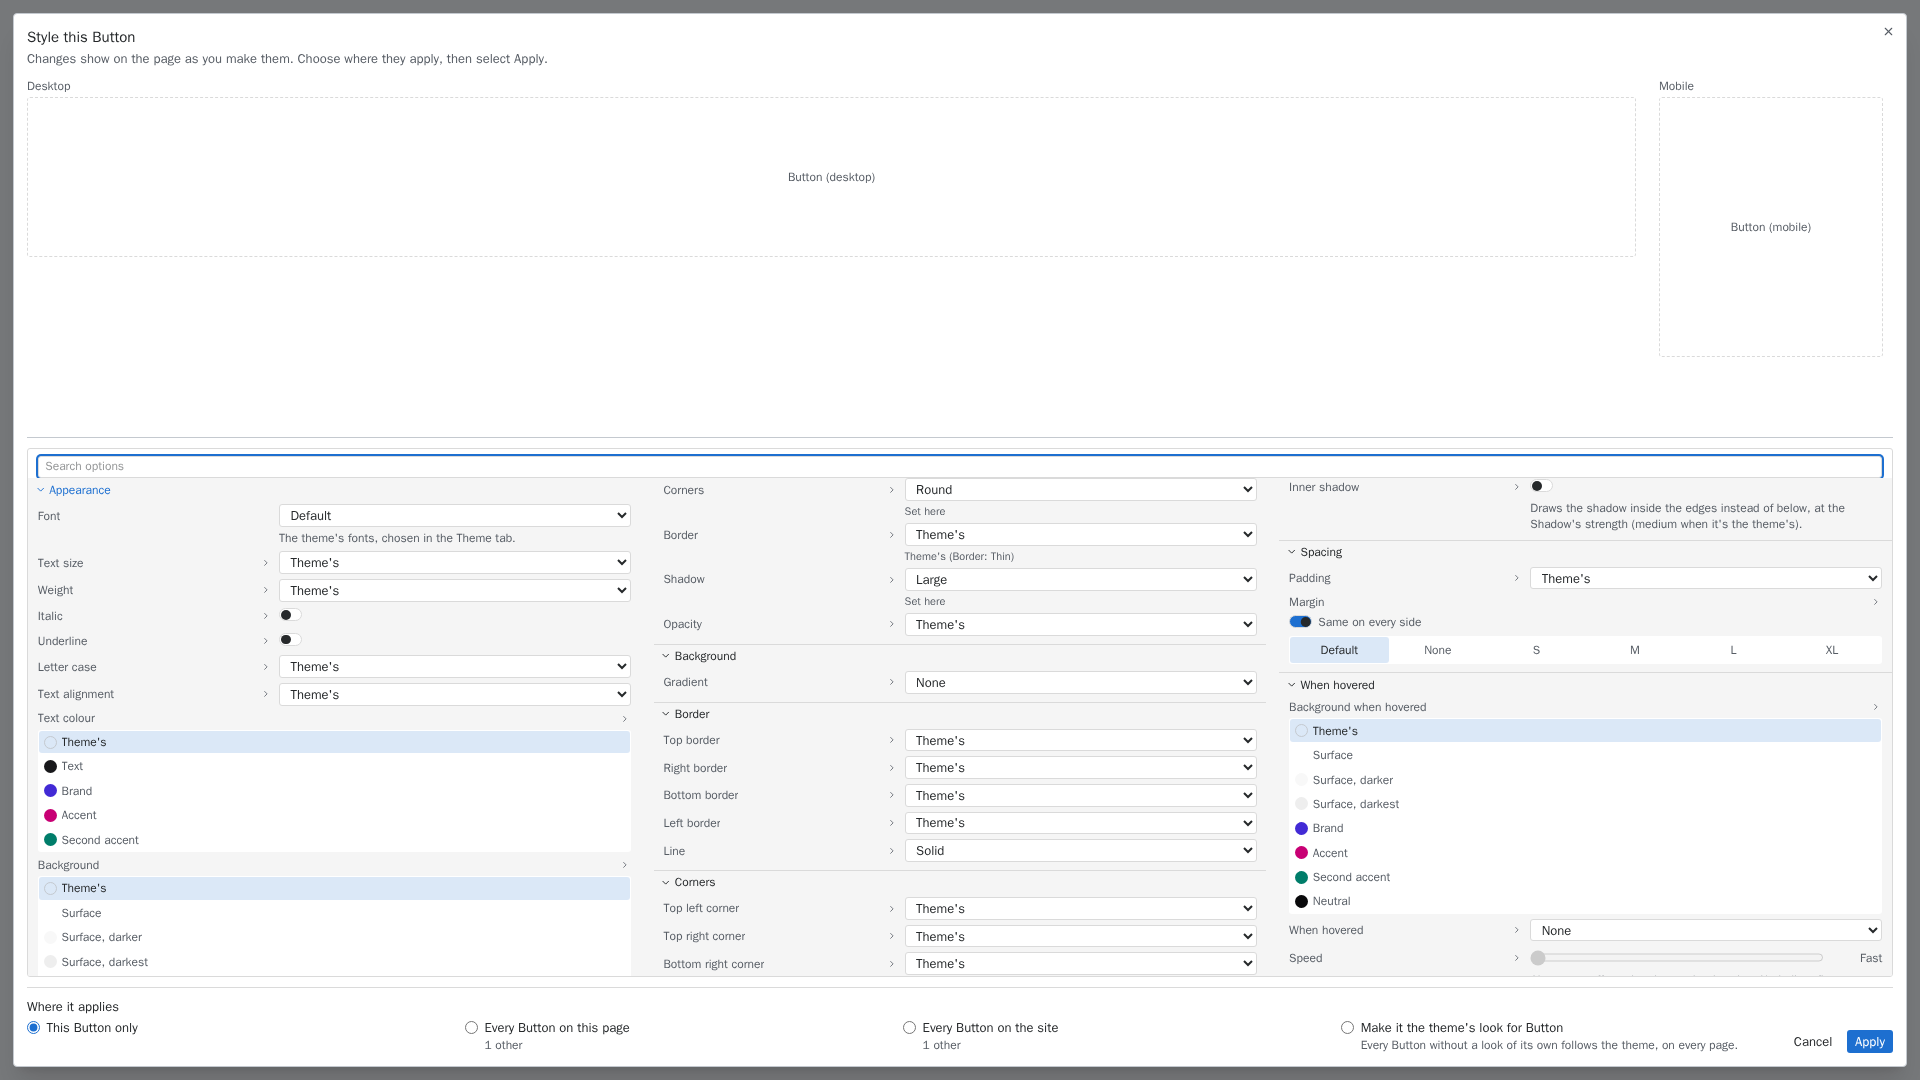 Style this Button
Changes show on the page as you make them. Choose where they apply, then select Apply.
Desktop
Mobile
Button (desktop)
Button (mobile)
Search options
Appearance
Font
Default
The theme's fonts, chosen in the Theme tab.
Text size
Theme's
Weight
Theme's
Italic
Underline
Letter case
Theme's
Text alignment
Theme's
Text colour
Theme's
Text
Brand
Accent
Second accent
Background
Theme's
Surface
Surface, darker
Surface, darkest
Corners
Round
Set here
Border
Theme's
Theme's (Border: Thin)
Shadow
Large
Set here
Opacity
Theme's
Background
Gradient
None
Border
Top border
Theme's
Right border
Theme's
Bottom border
Theme's
Left border
Theme's
Line
Solid
Corners
Top left corner
Theme's
Top right corner
Theme's
Bottom right corner
Theme's
Inner shadow
Draws the shadow inside the edges instead of below, at the
Shadow's strength (medium when it's the theme's).
Spacing
Padding
Theme's
Margin
Same on every side
Default None S M L XL
When hovered
Background when hovered
Theme's
Surface
Surface, darker
Surface, darkest
Brand
Accent
Second accent
Neutral
When hovered
None
Speed
Fast
Where it applies
This Button only
Every Button on this page
1 other
Every Button on the site
1 other
Make it the theme's look for Button
Every Button without a look of its own follows the theme, on every page.
Cancel
Apply